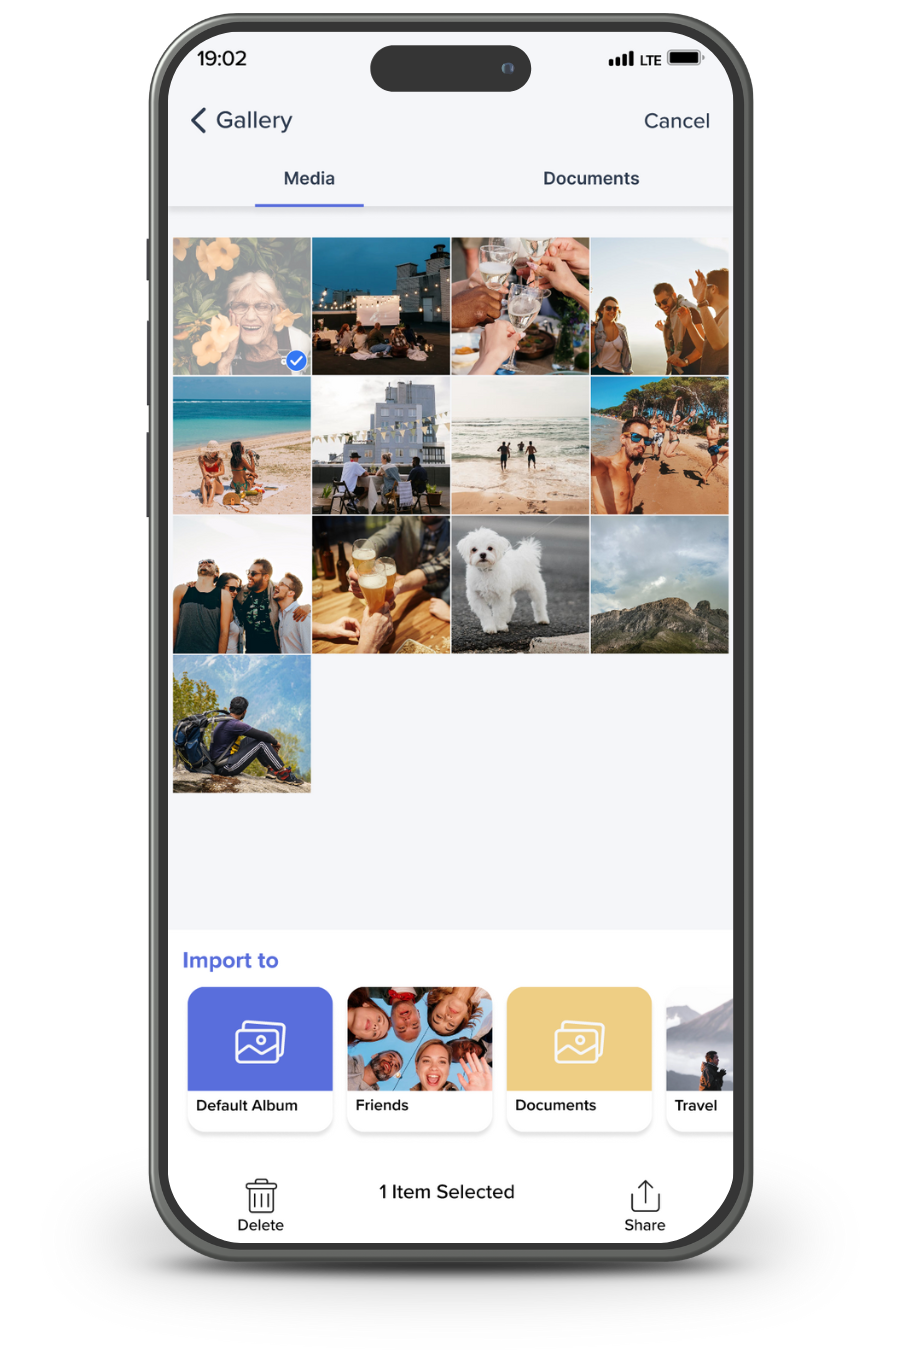 19:02 LTE
Gallery Cancel
Media Documents
Import to
Default Album Friends Documents Travel
1 Item Selected
Delete Share